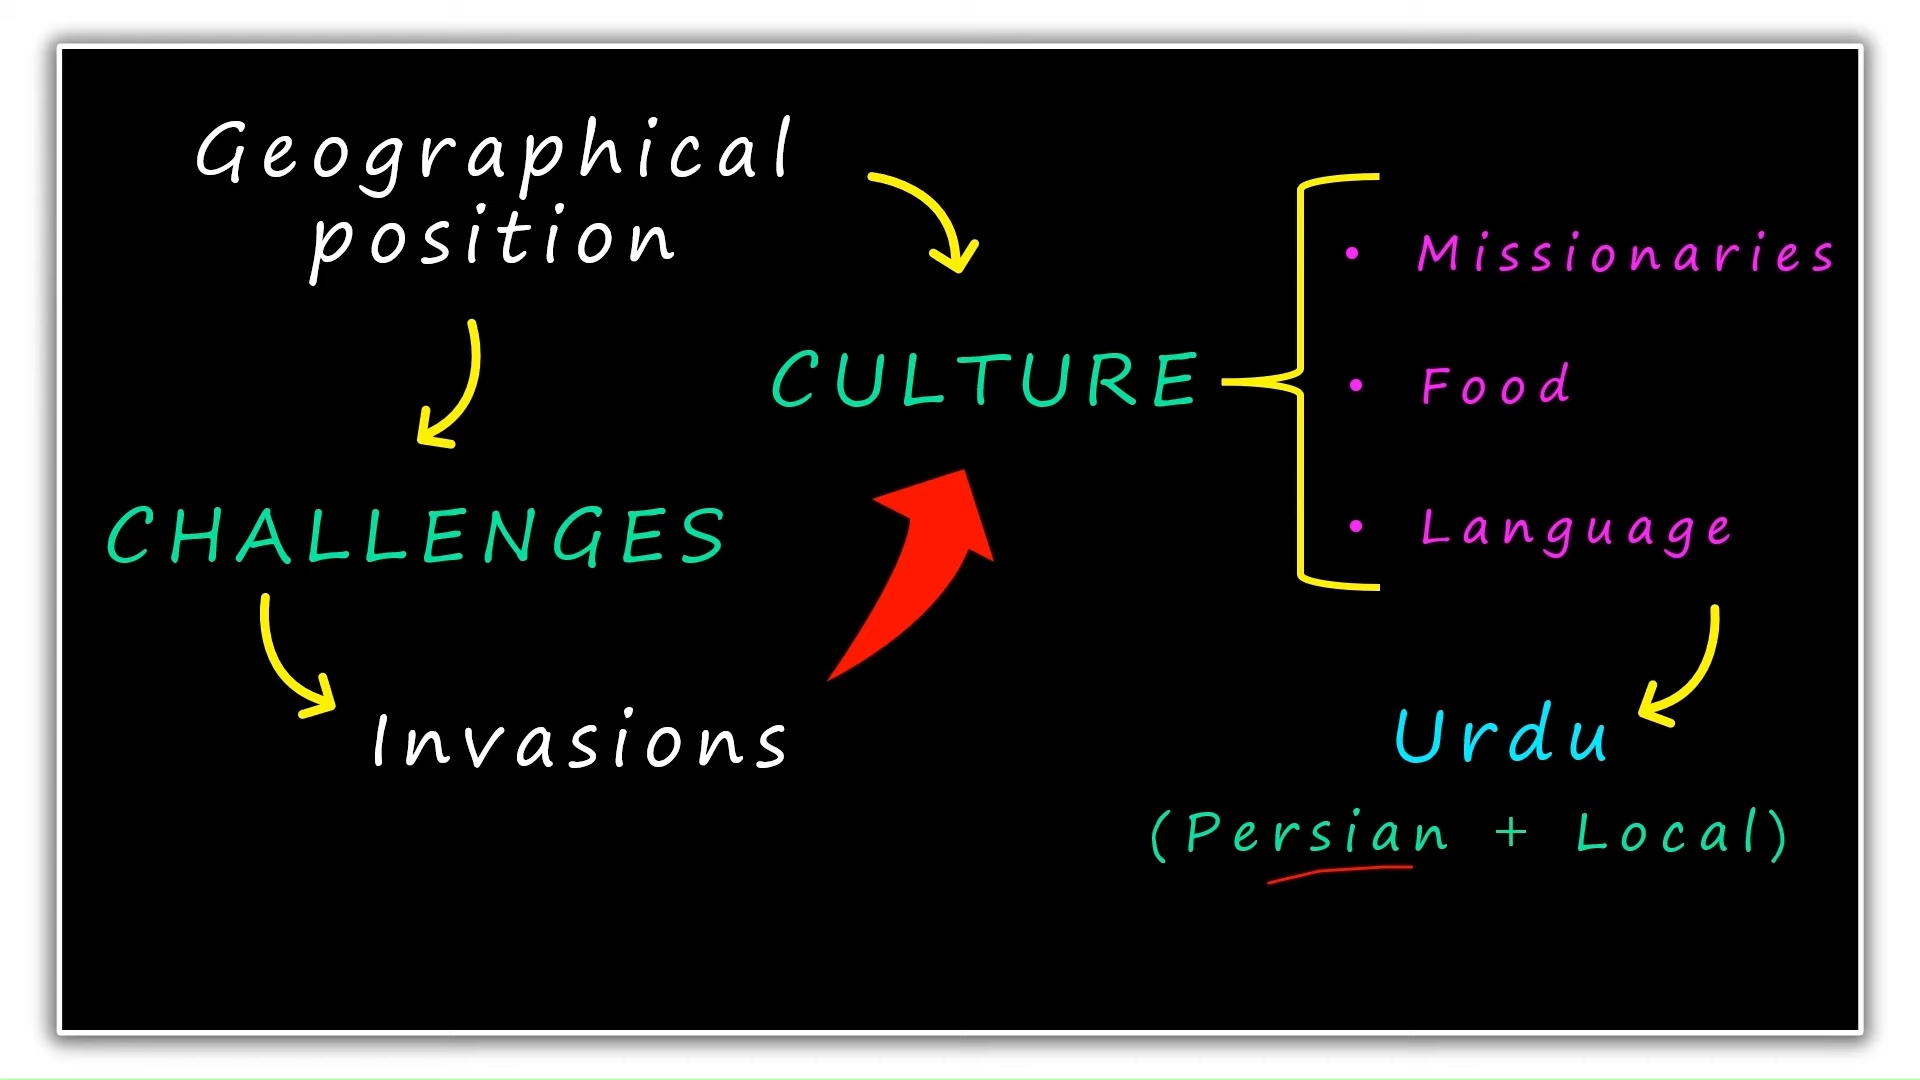 Geographical
position
CHALLENGES
Invasions
CULTURE
• Missionaries
• Food
• Language
Urdu
(Persian + Local)